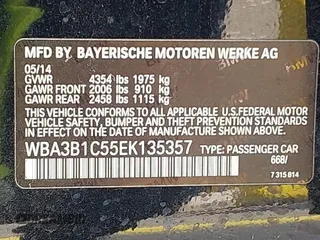 MFD BY BAYERISCHE MOTOREN WERKE AG
05/14
GVWR 4354 lbs 1975 kg
GAWR FRONT 2006 lbs 910 kg
GAWR REAR 2458 lbs 1115 kg
THIS VEHICLE CONFORMS TO ALL APPLICABLE U.S.FEDERAL MOTOR
VEHICLE SAFETY, BUMPER AND THEFT PREVENTION STANDARDS IN
EFFECT ON THE DATE OF MANUFACTURE SHOWN ABOVE.
WBA3B1C55EK135357 TYPE: PASSENGER CAR
668/
7 315 814